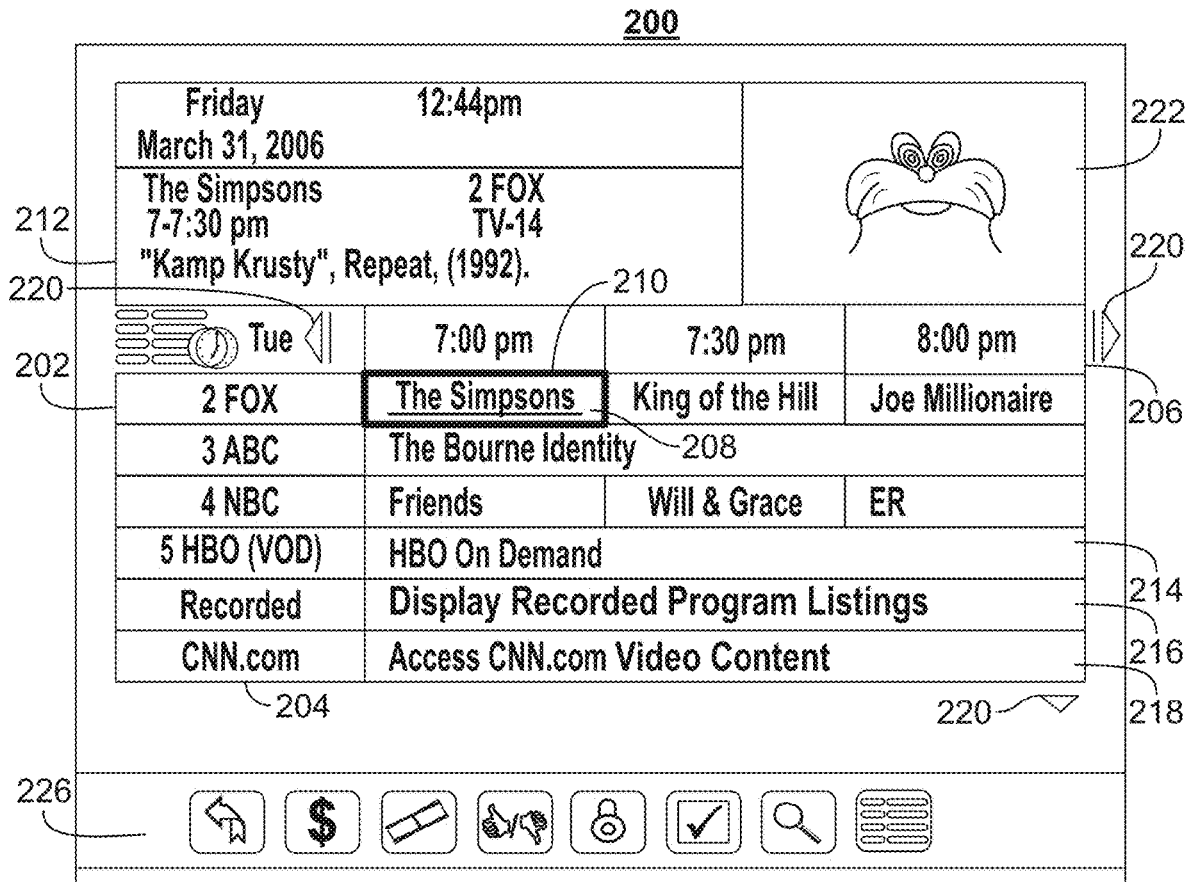 200
Friday 12:44pm
March 31, 2006
222
The Simpsons 2 FOX
7-7:30 pm TV-14
212
"Kamp Krusty", Repeat, (1992).
220
220
210
Tue 7:00 pm 7:30 pm 8:00 pm
202
2 FOX The Simpsons King of the Hill Joe Millionaire
206
3 ABC The Bourne Identity 208
4 NBC Friends Will & Grace ER
5 HBO (VOD) HBO On Demand
214
Recorded Display Recorded Program Listings
216
CNN.com Access CNN.com Video Content
204
220
218
226
$